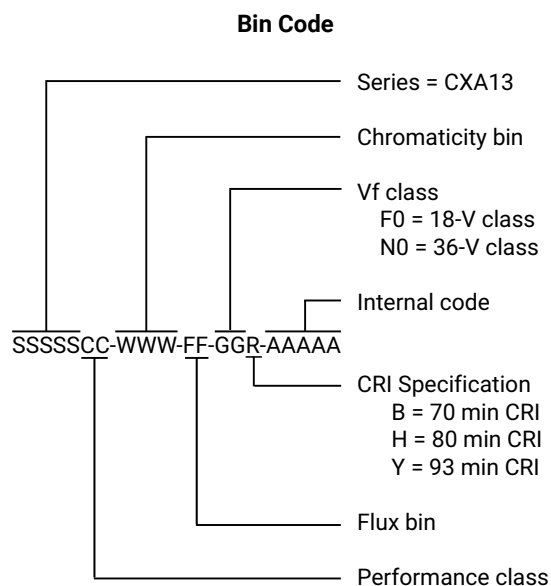 Bin Code
Series = CXA13
Chromaticity bin
Vf class
F0 = 18-V class
N0 = 36-V class
Internal code
SSSSSCC-WWW-FF-GGR-AAAAA
CRI Specification
B = 70 min CRI
H = 80 min CRI
Y = 93 min CRI
Flux bin
Performance class